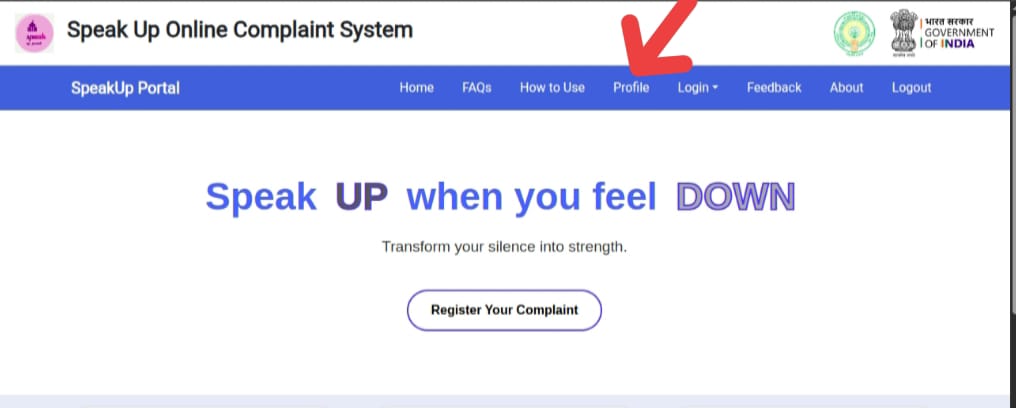 Speak Up Online Complaint System
भारत सरकार
GOVERNMENT
OF INDIA
SpeakUp Portal Home FAQs How to Use Profile Login Feedback About Logout
Speak UP when you feel DOWN
Transform your silence into strength.
Register Your Complaint